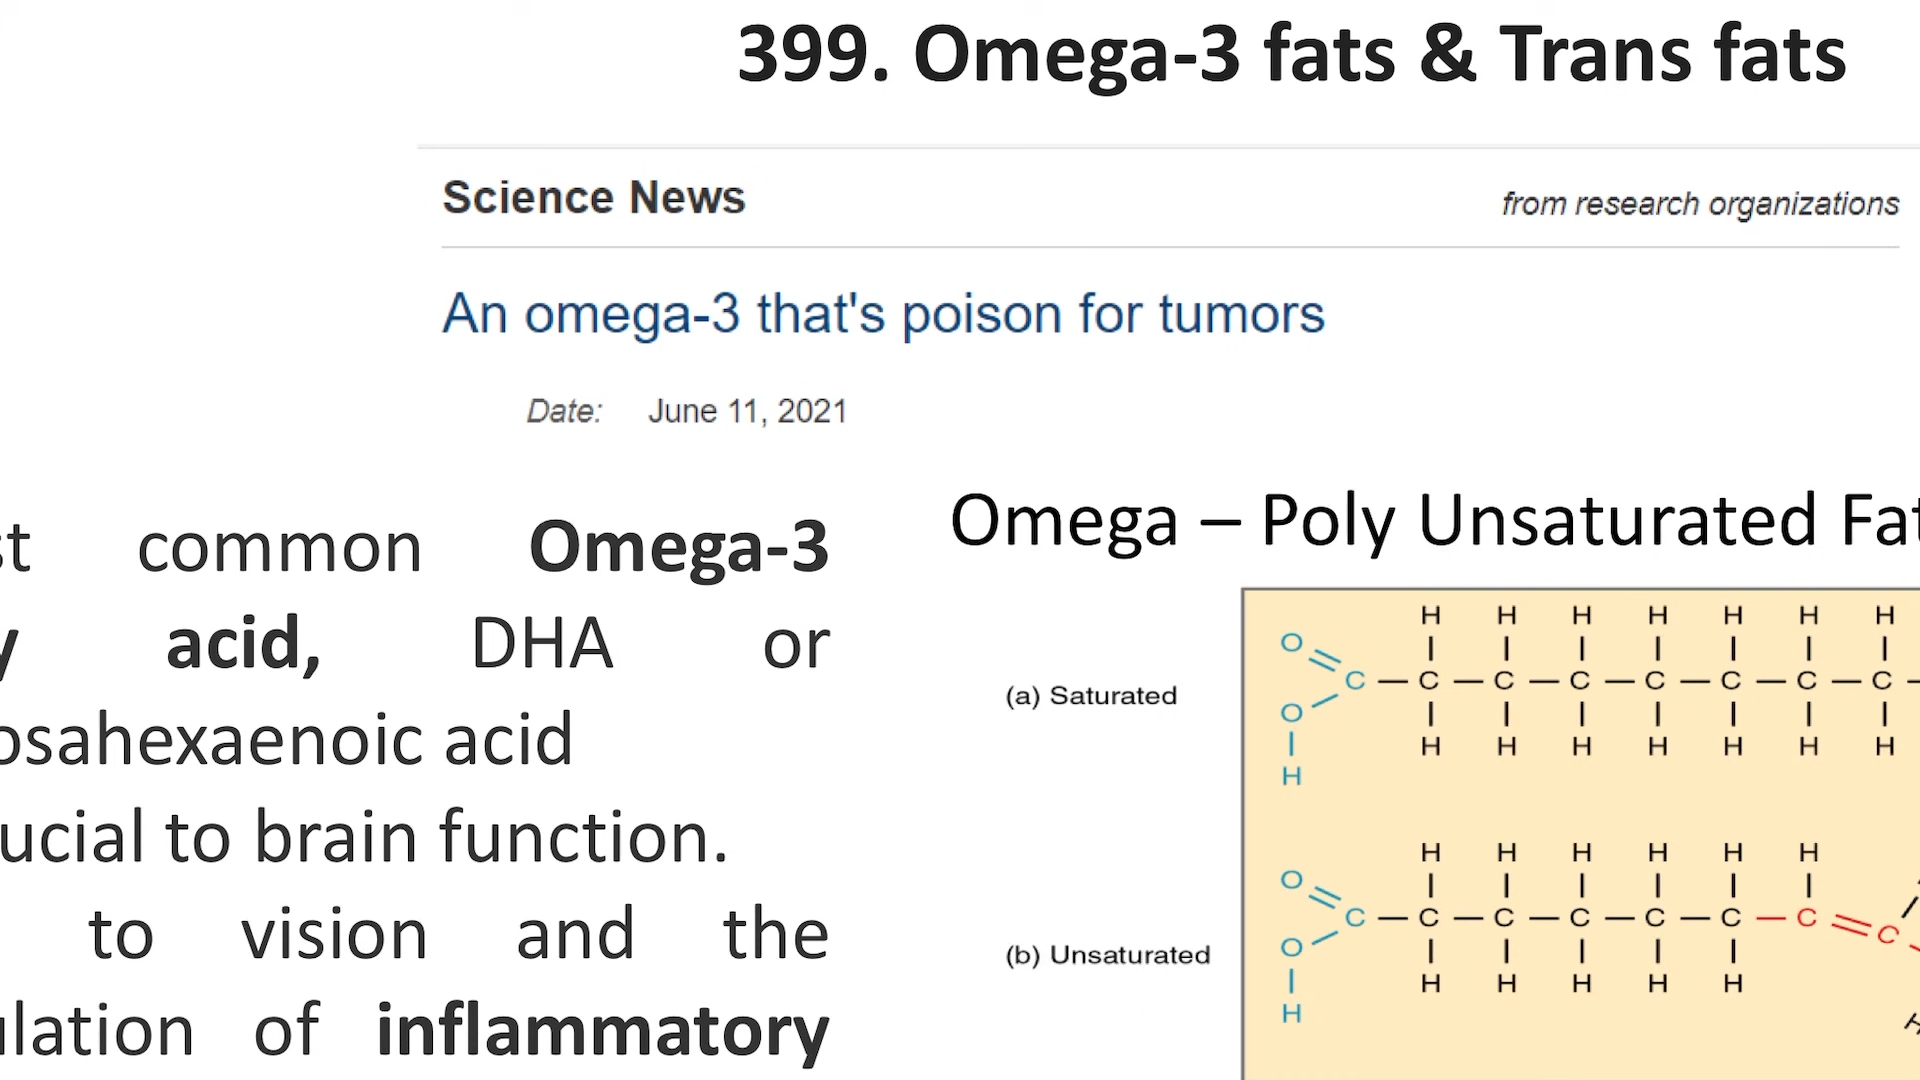 399. Omega-3 fats & Trans fats
Science News
from research organizations
An omega-3 that's poison for tumors
Date: June 11, 2021
common Omega-3
acid, DHA or
osahexaenoic acid
ucial to brain function.
to vision and the
ulation of inflammatory
Omega – Poly Unsaturated Fat
(a) Saturated
H H H H H H H
O
C — C — C — C — C — C — C — C
O
H H H H H H H
H
(b) Unsaturated
H H H H H H
O
C — C — C — C — C — C — C = C
O
H H H H H
H
H